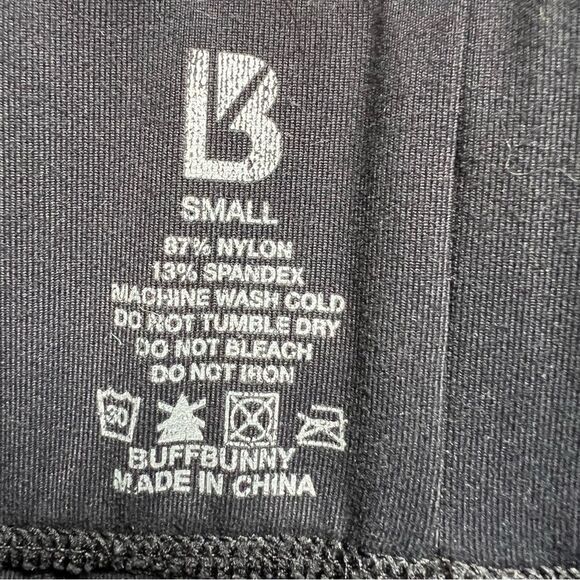 B
SMALL
87% NYLON
13% SPANDEX
MACHINE WASH COLD
DO NOT TUMBLE DRY
DO NOT BLEACH
DO NOT IRON
30
BUFFBUNNY
MADE IN CHINA